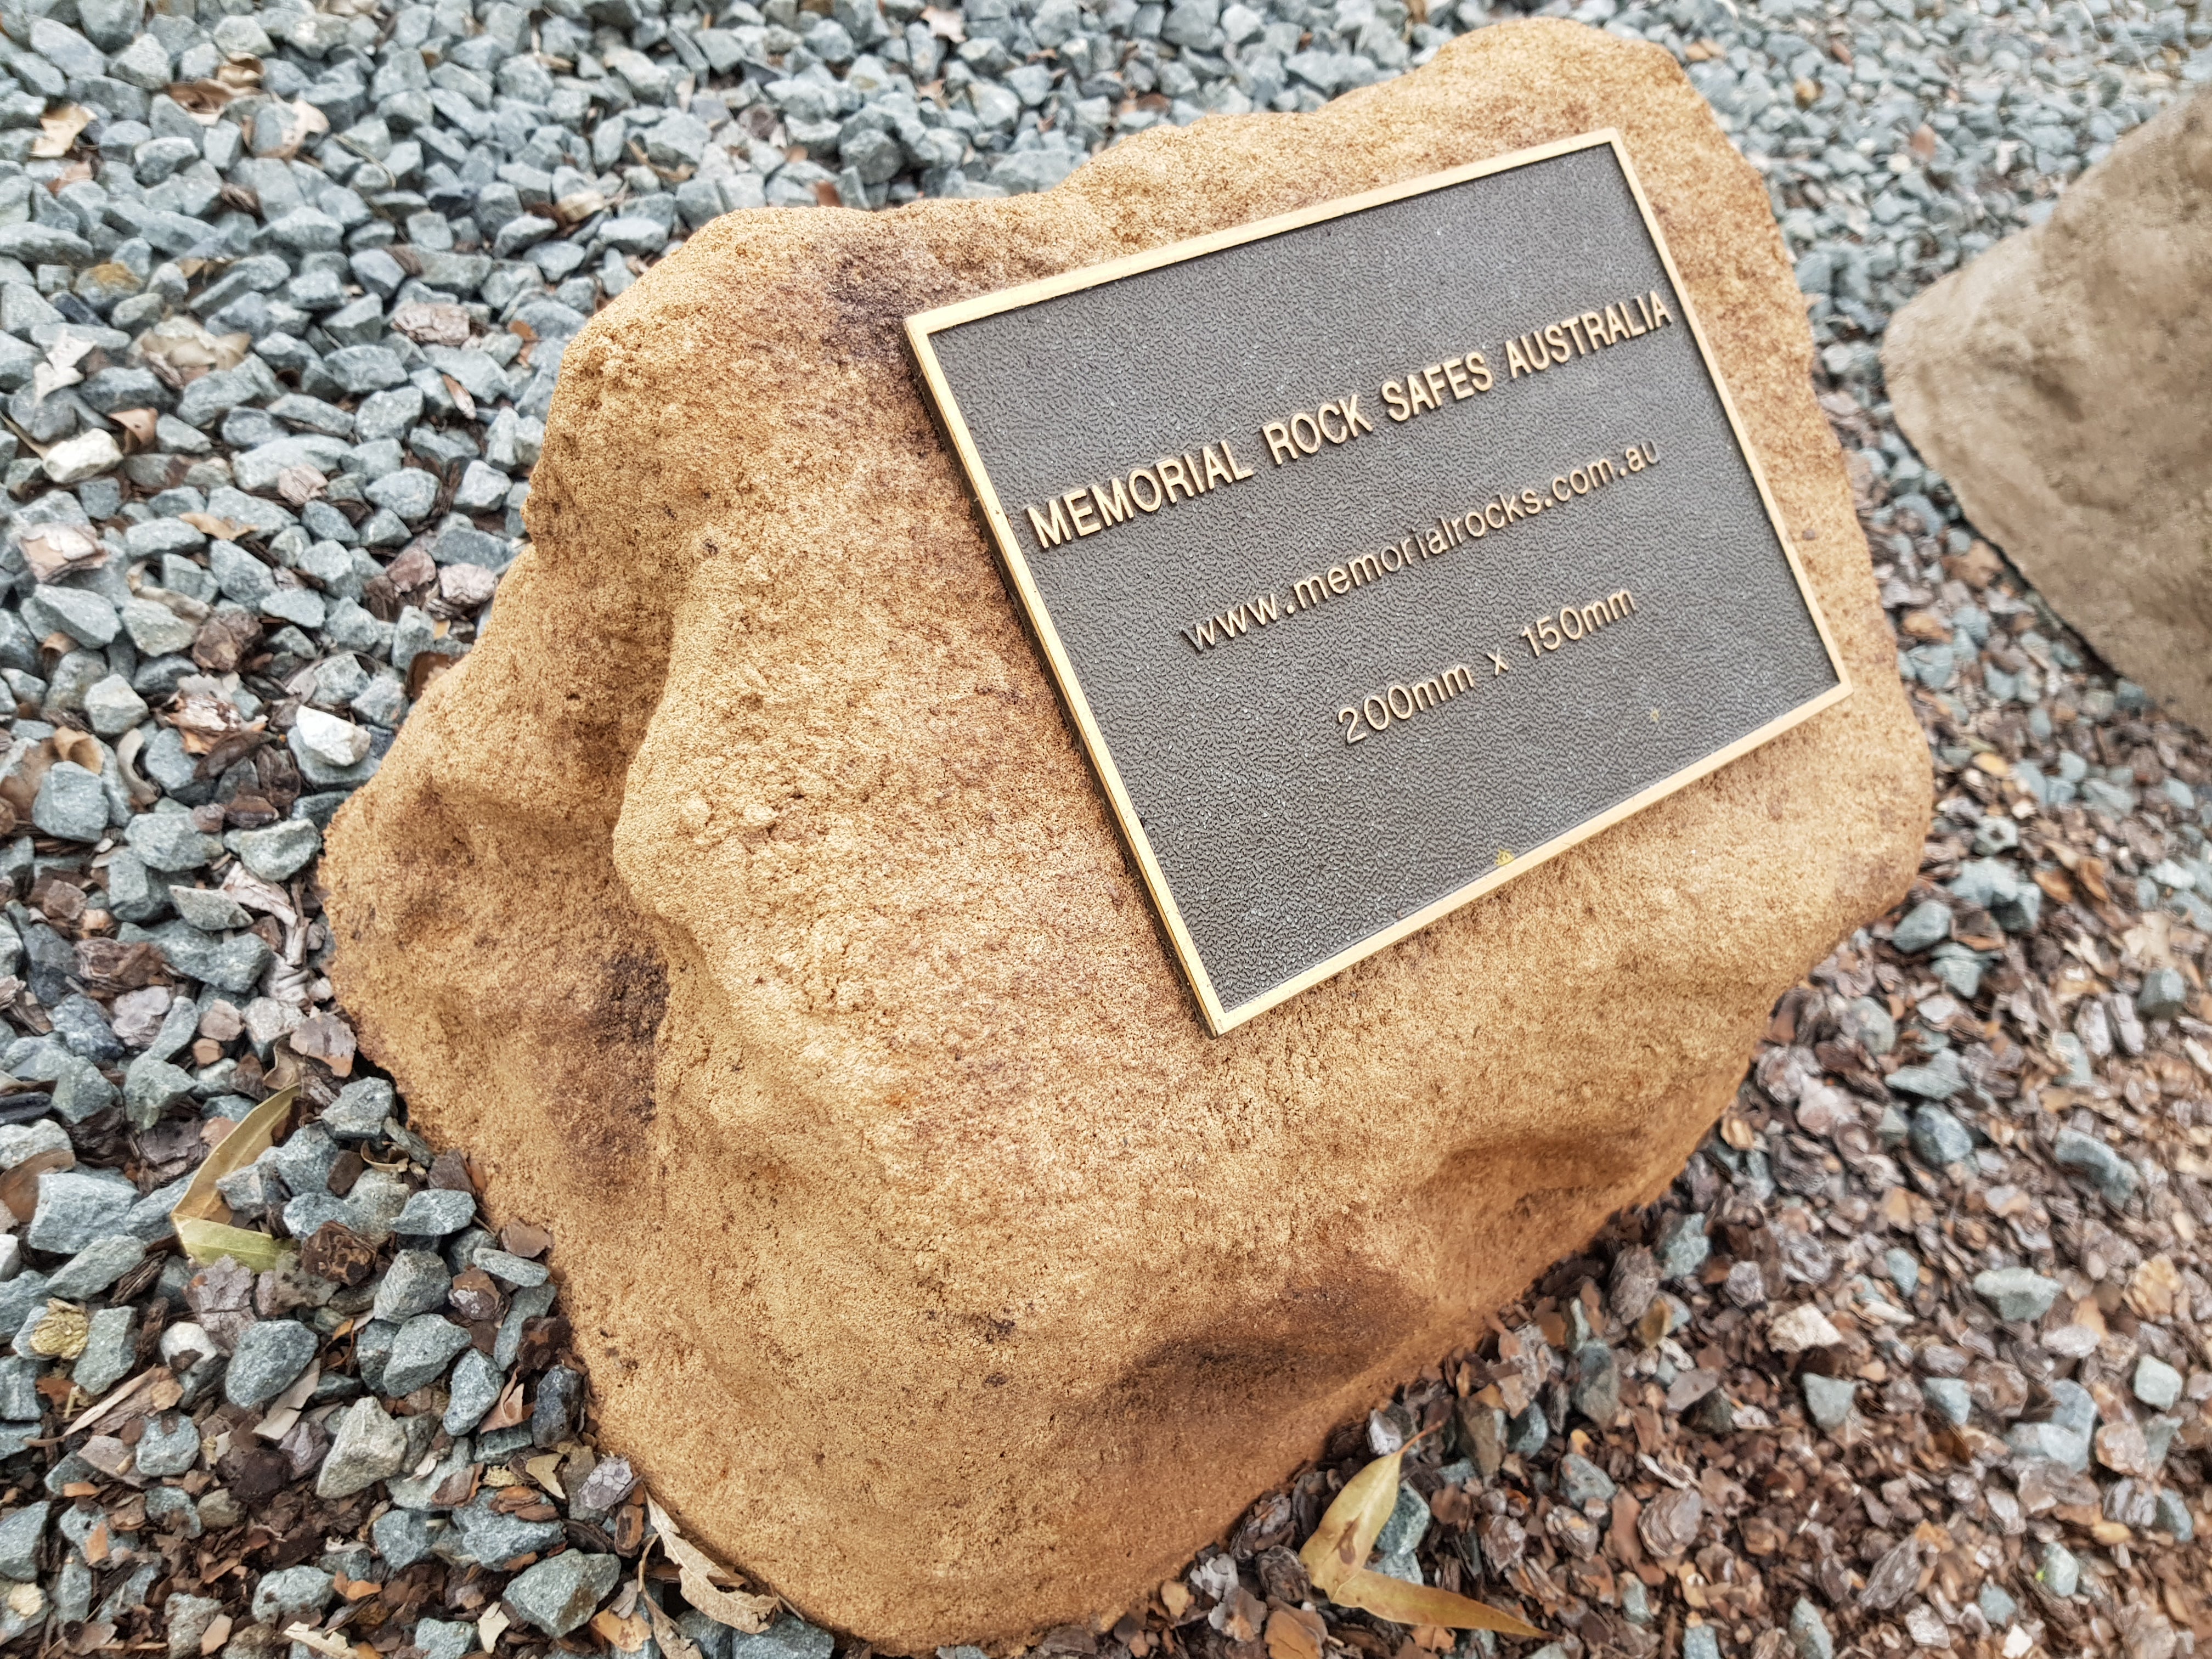 MEMORIAL ROCK SAFES AUSTRALIA
www.memorialrocks.com.au
200mm x 150mm